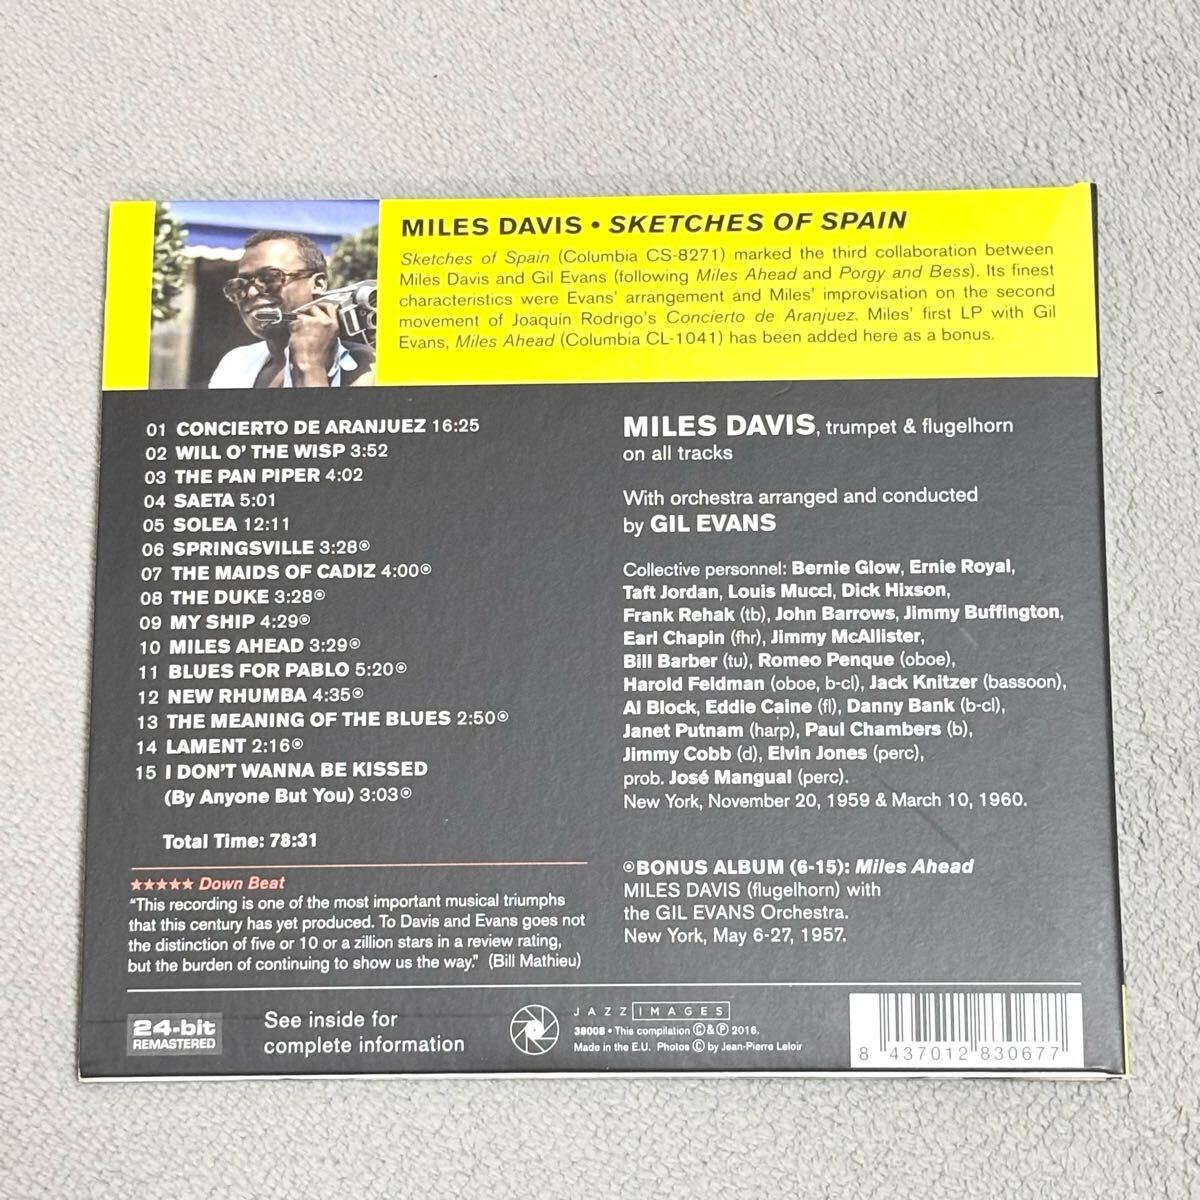 MILES DAVIS • SKETCHES OF SPAIN
Sketches of Spain (Columbia CS-8271) marked the third collaboration between
Miles Davis and Gil Evans (following Miles Ahead and Porgy and Bess). Its finest
characteristics were Evans' arrangement and Miles' improvisation on the second
movement of Joaquín Rodrigo's Concierto de Aranjuez. Miles' first LP with Gil
Evans, Miles Ahead (Columbia CL-1041) has been added here as a bonus.
01 CONCIERTO DE ARANJUEZ 16:25
02 WILL O' THE WISP 3:52
03 THE PAN PIPER 4:02
04 SAETA 5:01
05 SOLEA 12:11
06 SPRINGSVILLE 3:28⦿
07 THE MAIDS OF CADIZ 4:00⦿
08 THE DUKE 3:28⦿
09 MY SHIP 4:29⦿
10 MILES AHEAD 3:29⦿
11 BLUES FOR PABLO 5:20⦿
12 NEW RHUMBA 4:35⦿
13 THE MEANING OF THE BLUES 2:50⦿
14 LAMENT 2:16⦿
15 I DON'T WANNA BE KISSED
(By Anyone But You) 3:03⦿
Total Time: 78:31
★★★★★ Down Beat
"This recording is one of the most important musical triumphs
that this century has yet produced. To Davis and Evans goes not
the distinction of five or 10 or a zillion stars in a review rating,
but the burden of continuing to show us the way." (Bill Mathieu)
MILES DAVIS, trumpet & flugelhorn
on all tracks
With orchestra arranged and conducted
by GIL EVANS
Collective personnel: Bernie Glow, Ernie Royal,
Taft Jordan, Louis Mucci, Dick Hixson,
Frank Rehak (tb), John Barrows, Jimmy Buffington,
Earl Chapin (fhr), Jimmy McAllister,
Bill Barber (tu), Romeo Penque (oboe),
Harold Feldman (oboe, b-cl), Jack Knitzer (bassoon),
Al Block, Eddie Caine (fl), Danny Bank (b-cl),
Janet Putnam (harp), Paul Chambers (b),
Jimmy Cobb (d), Elvin Jones (perc),
prob. José Mangual (perc).
New York, November 20, 1959 & March 10, 1960.
⦿BONUS ALBUM (6-15): Miles Ahead
MILES DAVIS (flugelhorn) with
the GIL EVANS Orchestra.
New York, May 6-27, 1957.
24-bit
REMASTERED
See inside for
complete information
JAZZ IMAGES
38008 • This compilation Ⓒ & Ⓟ 2016.
Made in the E.U. Photos Ⓒ by Jean-Pierre Leloir
8 437012 830677